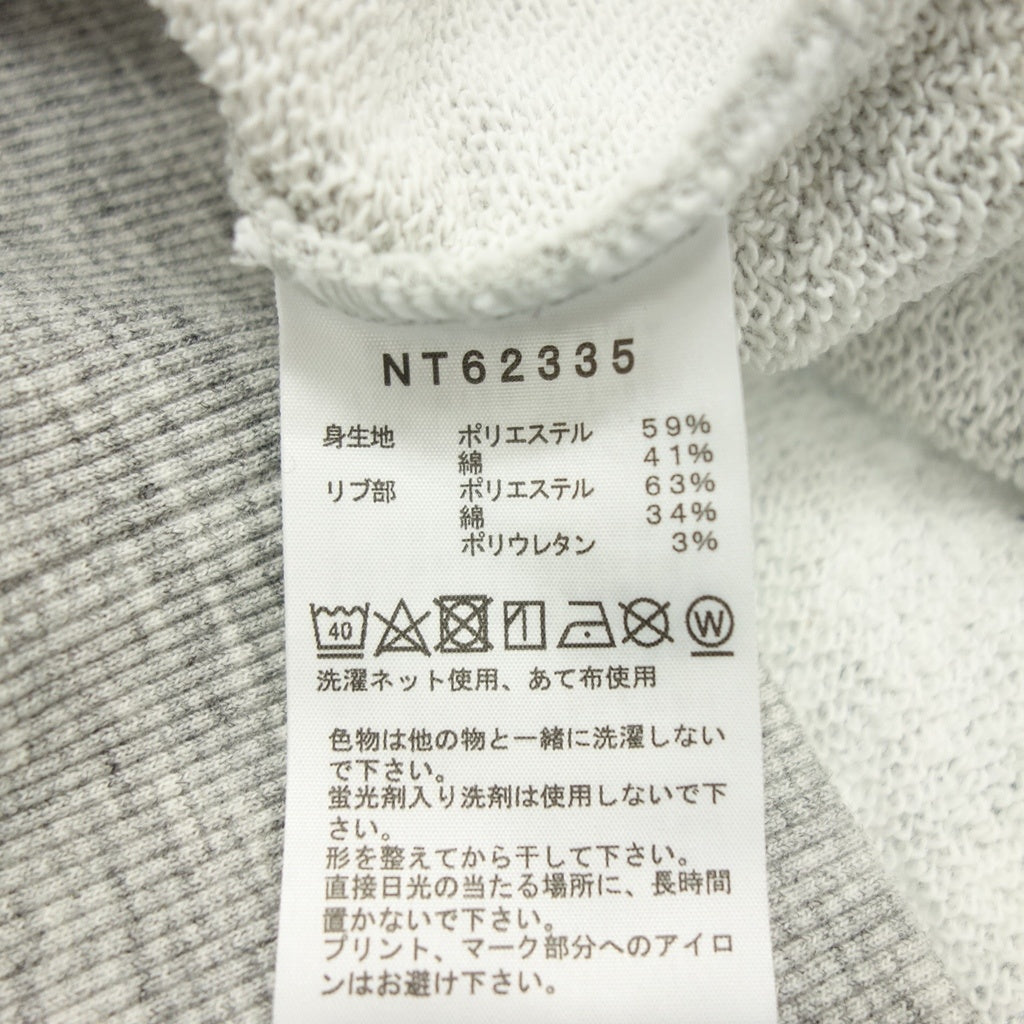 NT62335
身生地 ポリエステル 59%
綿 41%
リブ部 ポリエステル 63%
綿 34%
ポリウレタン 3%
40 W
洗濯ネット使用、あて布使用
色物は他の物と一緒に洗濯しない
で下さい。
蛍光剤入り洗剤は使用しないで下
さい。
形を整えてから干して下さい。
直接日光の当たる場所に、長時間
置かないで下さい。
プリント、マーク部分へのアイロ
ンはお避け下さい。